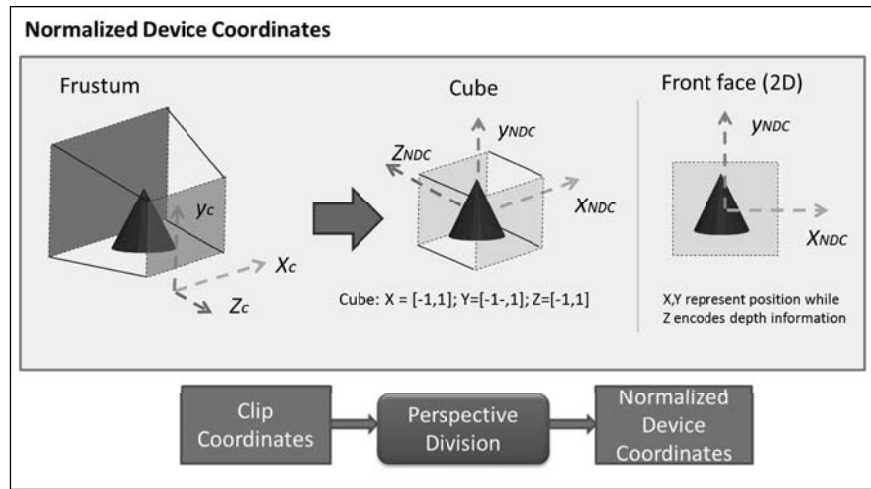 Normalized Device Coordinates
Frustum
Cube
Front face (2D)
yc
Xc
Zc
yNDC
ZNDC
XNDC
Cube: X = [-1,1]; Y=[-1-,1]; Z=[-1,1]
yNDC
XNDC
X,Y represent position while
Z encodes depth information
Clip
Coordinates
Perspective
Division
Normalized
Device
Coordinates